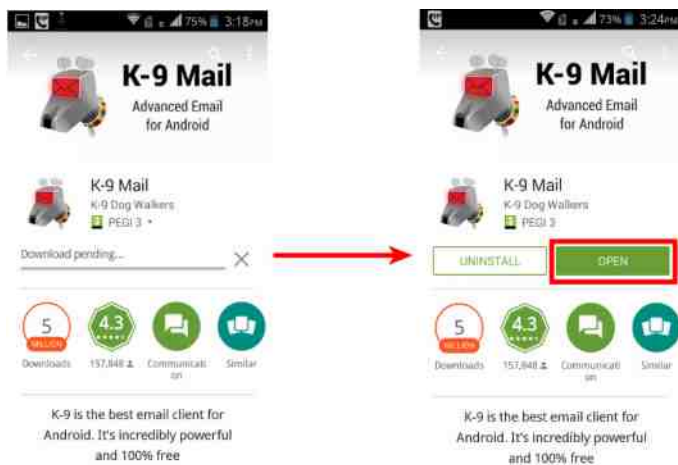 75% 3:18PM
K-9 Mail
Advanced Email
for Android
K-9 Mail
K-9 Dog Walkers
PEGI 3
Download pending...
5
MILLION
Downloads
4.3
157,848
Communicati
on
Similar
K-9 is the best email client for
Android. It's incredibly powerful
and 100% free
73% 3:24PM
K-9 Mail
Advanced Email
for Android
K-9 Mail
K-9 Dog Walkers
PEGI 3
UNINSTALL
OPEN
5
MILLION
Downloads
4.3
157,848
Communicati
on
Similar
K-9 is the best email client for
Android. It's incredibly powerful
and 100% free